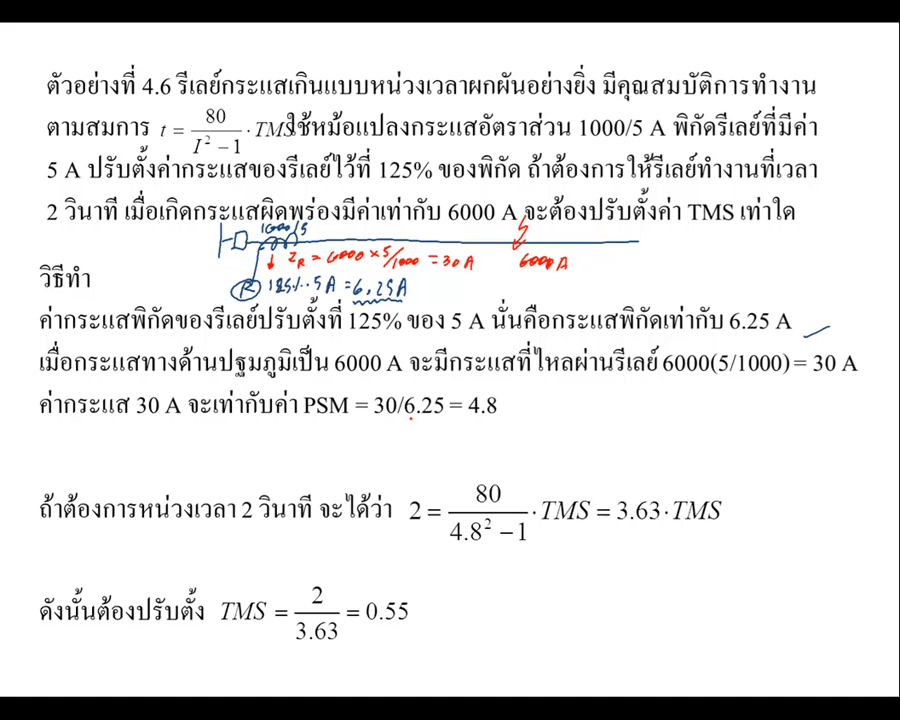 ตัวอย่างที่ 4.6 รีเลย์กระแสเกินแบบหน่วงเวลาผกผันอย่างยิ่ง มีคุณสมบัติการทำงาน
ตามสมการ t = 80 / (I² − 1) · TMS ใช้หม้อแปลงกระแสอัตราส่วน 1000/5 A พิกัดรีเลย์ที่มีค่า
5 A ปรับตั้งค่ากระแสของรีเลย์ไว้ที่ 125% ของพิกัด ถ้าต้องการให้รีเลย์ทำงานที่เวลา
2 วินาที เมื่อเกิดกระแสผิดพร่องมีค่าเท่ากับ 6000 A จะต้องปรับตั้งค่า TMS เท่าใด
1000/5
IR = 6000 × 5/1000 = 30 A 6000 A
วิธีทำ
R 125% · 5 A = 6.25 A
ค่ากระแสพิกัดของรีเลย์ปรับตั้งที่ 125% ของ 5 A นั่นคือกระแสพิกัดเท่ากับ 6.25 A
เมื่อกระแสทางด้านปฐมภูมิเป็น 6000 A จะมีกระแสที่ไหลผ่านรีเลย์ 6000(5/1000) = 30 A
ค่ากระแส 30 A จะเท่ากับค่า PSM = 30/6.25 = 4.8
ถ้าต้องการหน่วงเวลา 2 วินาที จะได้ว่า 2 = 80 / (4.8² − 1) · TMS = 3.63 · TMS
ดังนั้นต้องปรับตั้ง TMS = 2 / 3.63 = 0.55